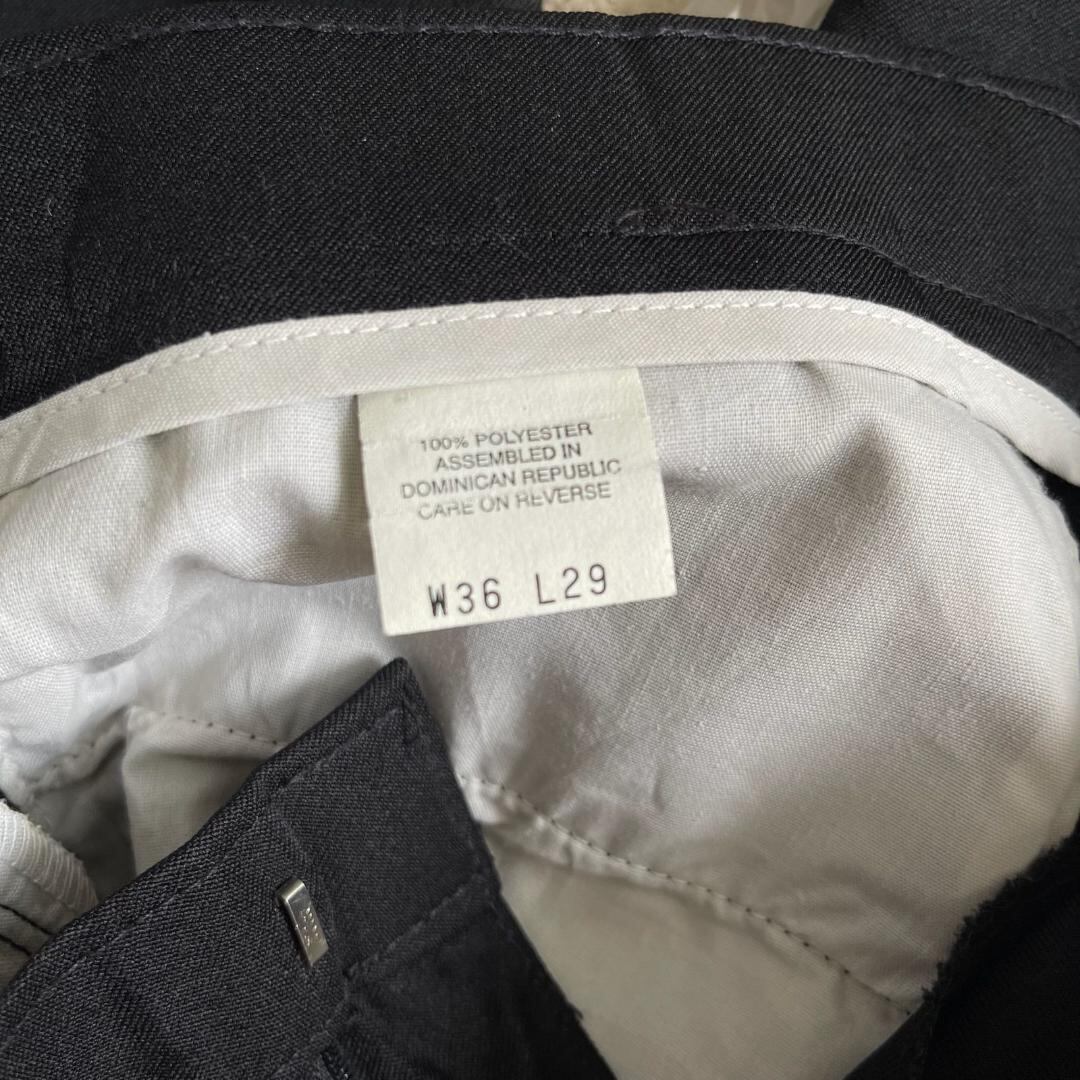 100% POLYESTER
ASSEMBLED IN
DOMINICAN REPUBLIC
CARE ON REVERSE
W36 L29